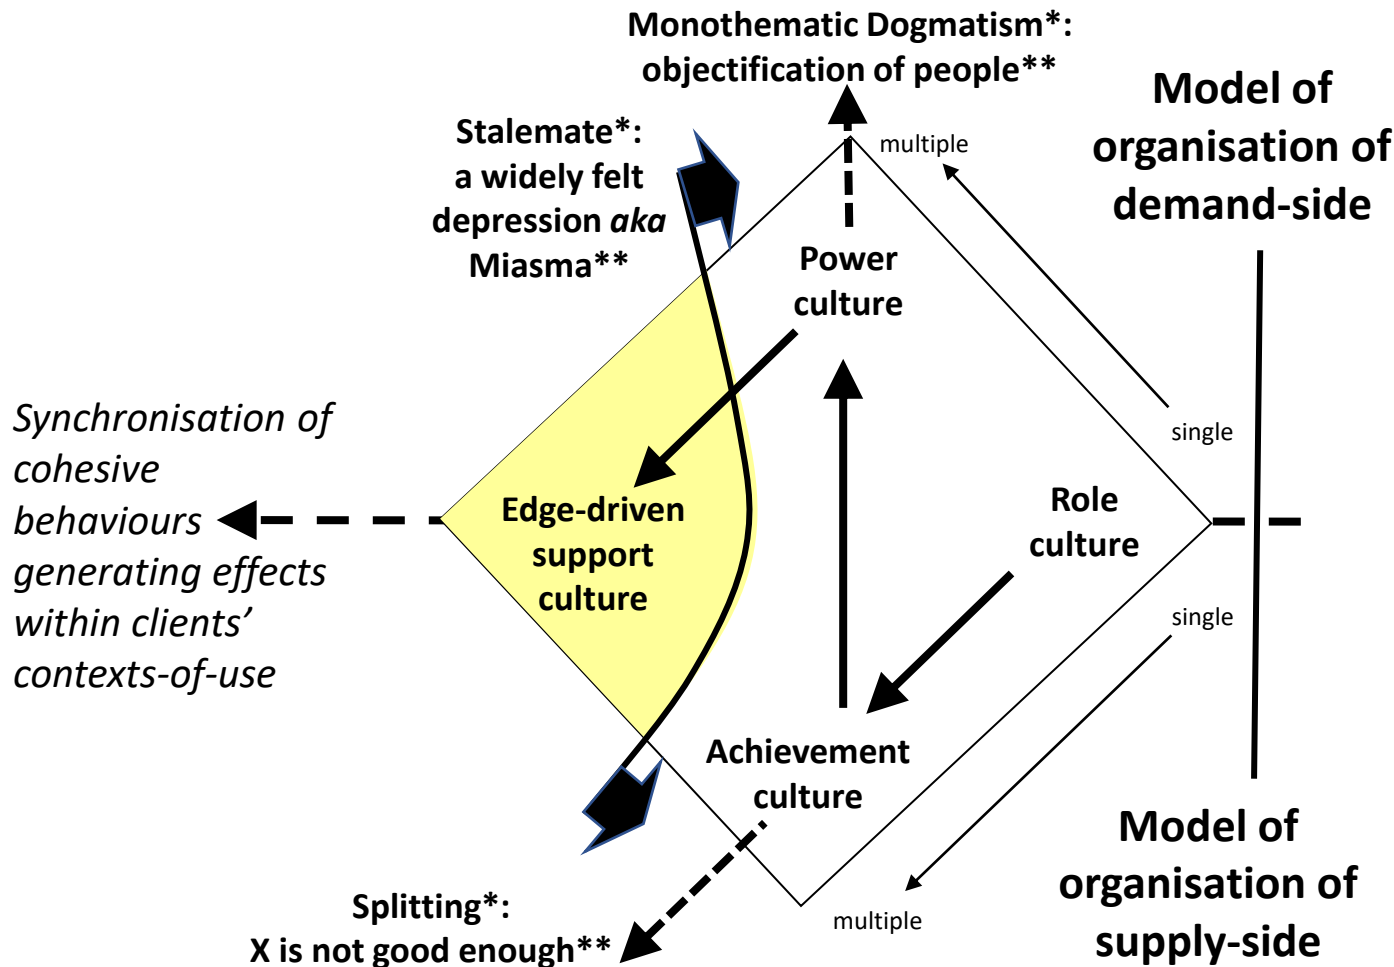 Monothematic Dogmatism*:
objectification of people**
Model of
organisation of
demand-side
Stalemate*:
a widely felt
depression aka
Miasma**
multiple
Power
culture
single
Synchronisation of
cohesive
behaviours
generating effects
within clients’
contexts-of-use
Edge-driven
support
culture
Role
culture
single
Achievement
culture
Model of
organisation of
supply-side
multiple
Splitting*:
X is not good enough**